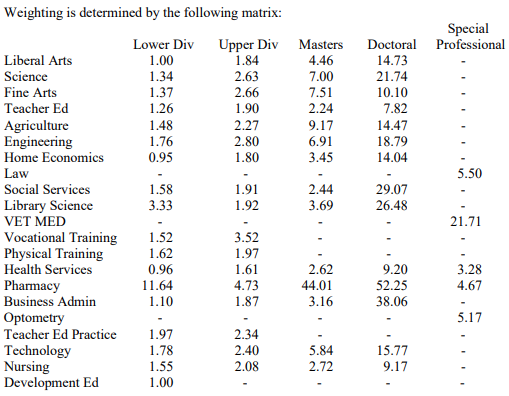 Weighting is determined by the following matrix:
Special
Lower Div Upper Div Masters Doctoral Professional
Liberal Arts 1.00 1.84 4.46 14.73 -
Science 1.34 2.63 7.00 21.74 -
Fine Arts 1.37 2.66 7.51 10.10 -
Teacher Ed 1.26 1.90 2.24 7.82 -
Agriculture 1.48 2.27 9.17 14.47 -
Engineering 1.76 2.80 6.91 18.79 -
Home Economics 0.95 1.80 3.45 14.04 -
Law - - - - 5.50
Social Services 1.58 1.91 2.44 29.07 -
Library Science 3.33 1.92 3.69 26.48 -
VET MED - - - - 21.71
Vocational Training 1.52 3.52 - - -
Physical Training 1.62 1.97 - - -
Health Services 0.96 1.61 2.62 9.20 3.28
Pharmacy 11.64 4.73 44.01 52.25 4.67
Business Admin 1.10 1.87 3.16 38.06 -
Optometry - - - - 5.17
Teacher Ed Practice 1.97 2.34 - - -
Technology 1.78 2.40 5.84 15.77 -
Nursing 1.55 2.08 2.72 9.17 -
Development Ed 1.00 - - - -